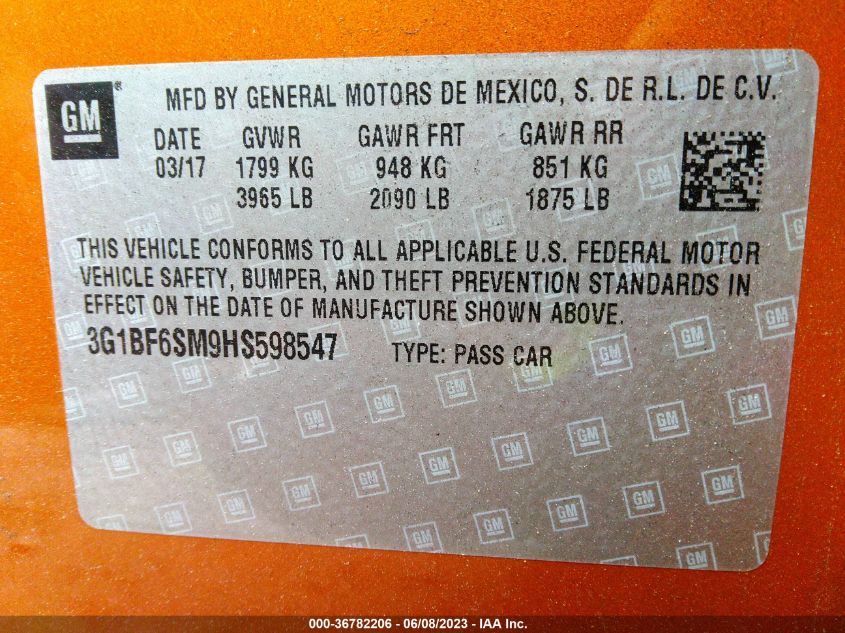 GM
MFD BY GENERAL MOTORS DE MEXICO, S. DE R.L. DE C.V.
DATE GVWR GAWR FRT GAWR RR
03/17 1799 KG 948 KG 851 KG
3965 LB 2090 LB 1875 LB
THIS VEHICLE CONFORMS TO ALL APPLICABLE U.S. FEDERAL MOTOR
VEHICLE SAFETY, BUMPER, AND THEFT PREVENTION STANDARDS IN
EFFECT ON THE DATE OF MANUFACTURE SHOWN ABOVE.
3G1BF6SM9HS598547 TYPE: PASS CAR
000-36782206 - 06/08/2023 - IAA Inc.